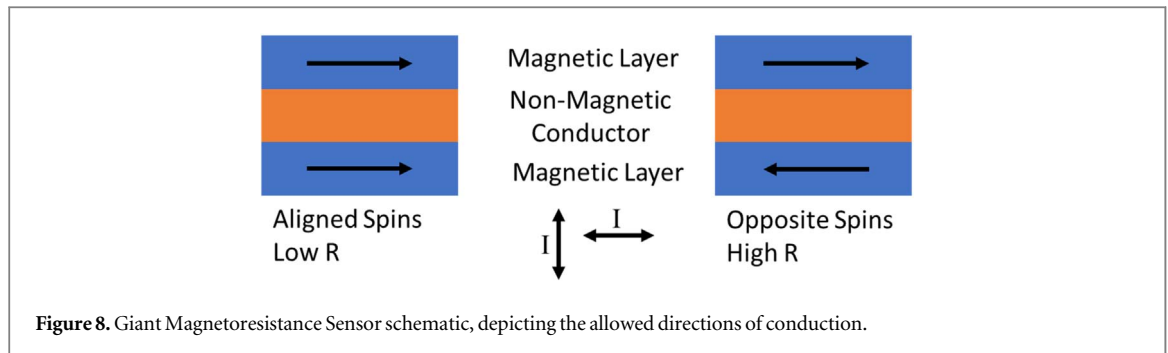 Magnetic Layer
Non-Magnetic
Conductor
Magnetic Layer
Aligned Spins
Low R
I
I
Opposite Spins
High R
Figure 8. Giant Magnetoresistance Sensor schematic, depicting the allowed directions of conduction.